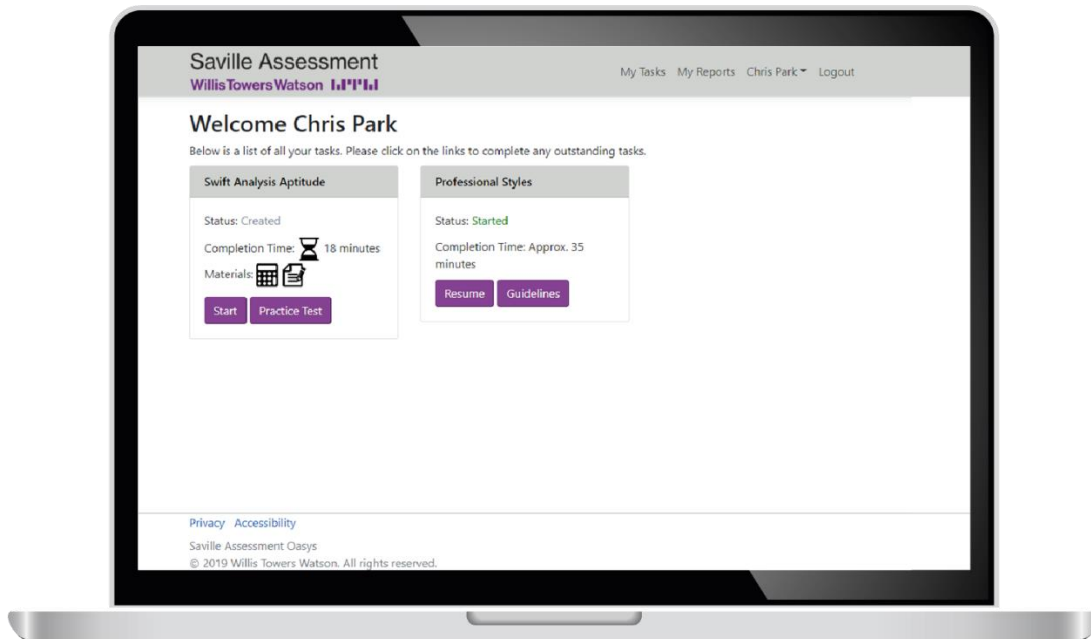 Saville Assessment
WillisTowersWatson
My Tasks My Reports Chris Park Logout
Welcome Chris Park
Below is a list of all your tasks. Please click on the links to complete any outstanding tasks.
Swift Analysis Aptitude
Status: Created
Completion Time: 18 minutes
Materials:
Start Practice Test
Professional Styles
Status: Started
Completion Time: Approx. 35
minutes
Resume Guidelines
Privacy Accessibility
Saville Assessment Oasys
© 2019 Willis Towers Watson. All rights reserved.